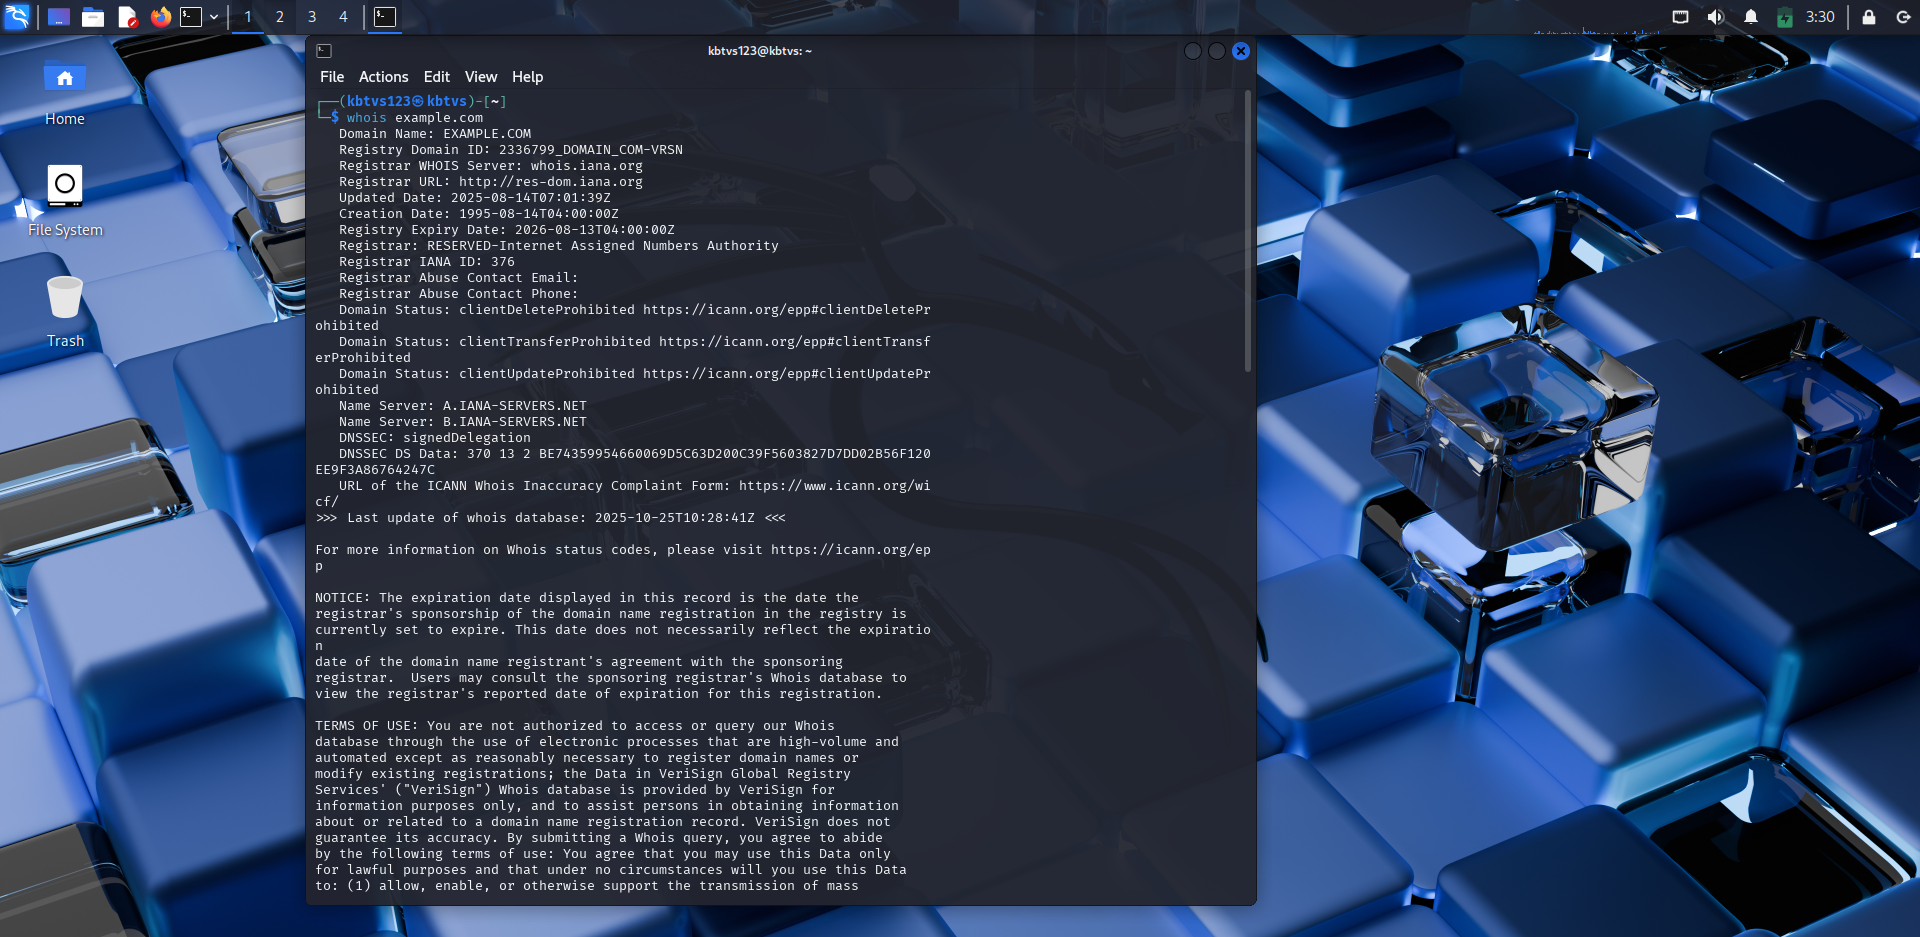 1 2 3 4
3:30
Home
File System
Trash
kbtvs123@kbtvs: ~
File Actions Edit View Help
┌──(kbtvs123㉿kbtvs)-[~]
└─$ whois example.com
   Domain Name: EXAMPLE.COM
   Registry Domain ID: 2336799_DOMAIN_COM-VRSN
   Registrar WHOIS Server: whois.iana.org
   Registrar URL: http://res-dom.iana.org
   Updated Date: 2025-08-14T07:01:39Z
   Creation Date: 1995-08-14T04:00:00Z
   Registry Expiry Date: 2026-08-13T04:00:00Z
   Registrar: RESERVED-Internet Assigned Numbers Authority
   Registrar IANA ID: 376
   Registrar Abuse Contact Email:
   Registrar Abuse Contact Phone:
   Domain Status: clientDeleteProhibited https://icann.org/epp#clientDeletePr
ohibited
   Domain Status: clientTransferProhibited https://icann.org/epp#clientTransf
erProhibited
   Domain Status: clientUpdateProhibited https://icann.org/epp#clientUpdatePr
ohibited
   Name Server: A.IANA-SERVERS.NET
   Name Server: B.IANA-SERVERS.NET
   DNSSEC: signedDelegation
   DNSSEC DS Data: 370 13 2 BE74359954660069D5C63D200C39F5603827D7DD02B56F120
EE9F3A86764247C
   URL of the ICANN Whois Inaccuracy Complaint Form: https://www.icann.org/wi
cf/
>>> Last update of whois database: 2025-10-25T10:28:41Z <<<

For more information on Whois status codes, please visit https://icann.org/ep
p

NOTICE: The expiration date displayed in this record is the date the
registrar's sponsorship of the domain name registration in the registry is
currently set to expire. This date does not necessarily reflect the expiratio
n
date of the domain name registrant's agreement with the sponsoring
registrar.  Users may consult the sponsoring registrar's Whois database to
view the registrar's reported date of expiration for this registration.

TERMS OF USE: You are not authorized to access or query our Whois
database through the use of electronic processes that are high-volume and
automated except as reasonably necessary to register domain names or
modify existing registrations; the Data in VeriSign Global Registry
Services' ("VeriSign") Whois database is provided by VeriSign for
information purposes only, and to assist persons in obtaining information
about or related to a domain name registration record. VeriSign does not
guarantee its accuracy. By submitting a Whois query, you agree to abide
by the following terms of use: You agree that you may use this Data only
for lawful purposes and that under no circumstances will you use this Data
to: (1) allow, enable, or otherwise support the transmission of mass